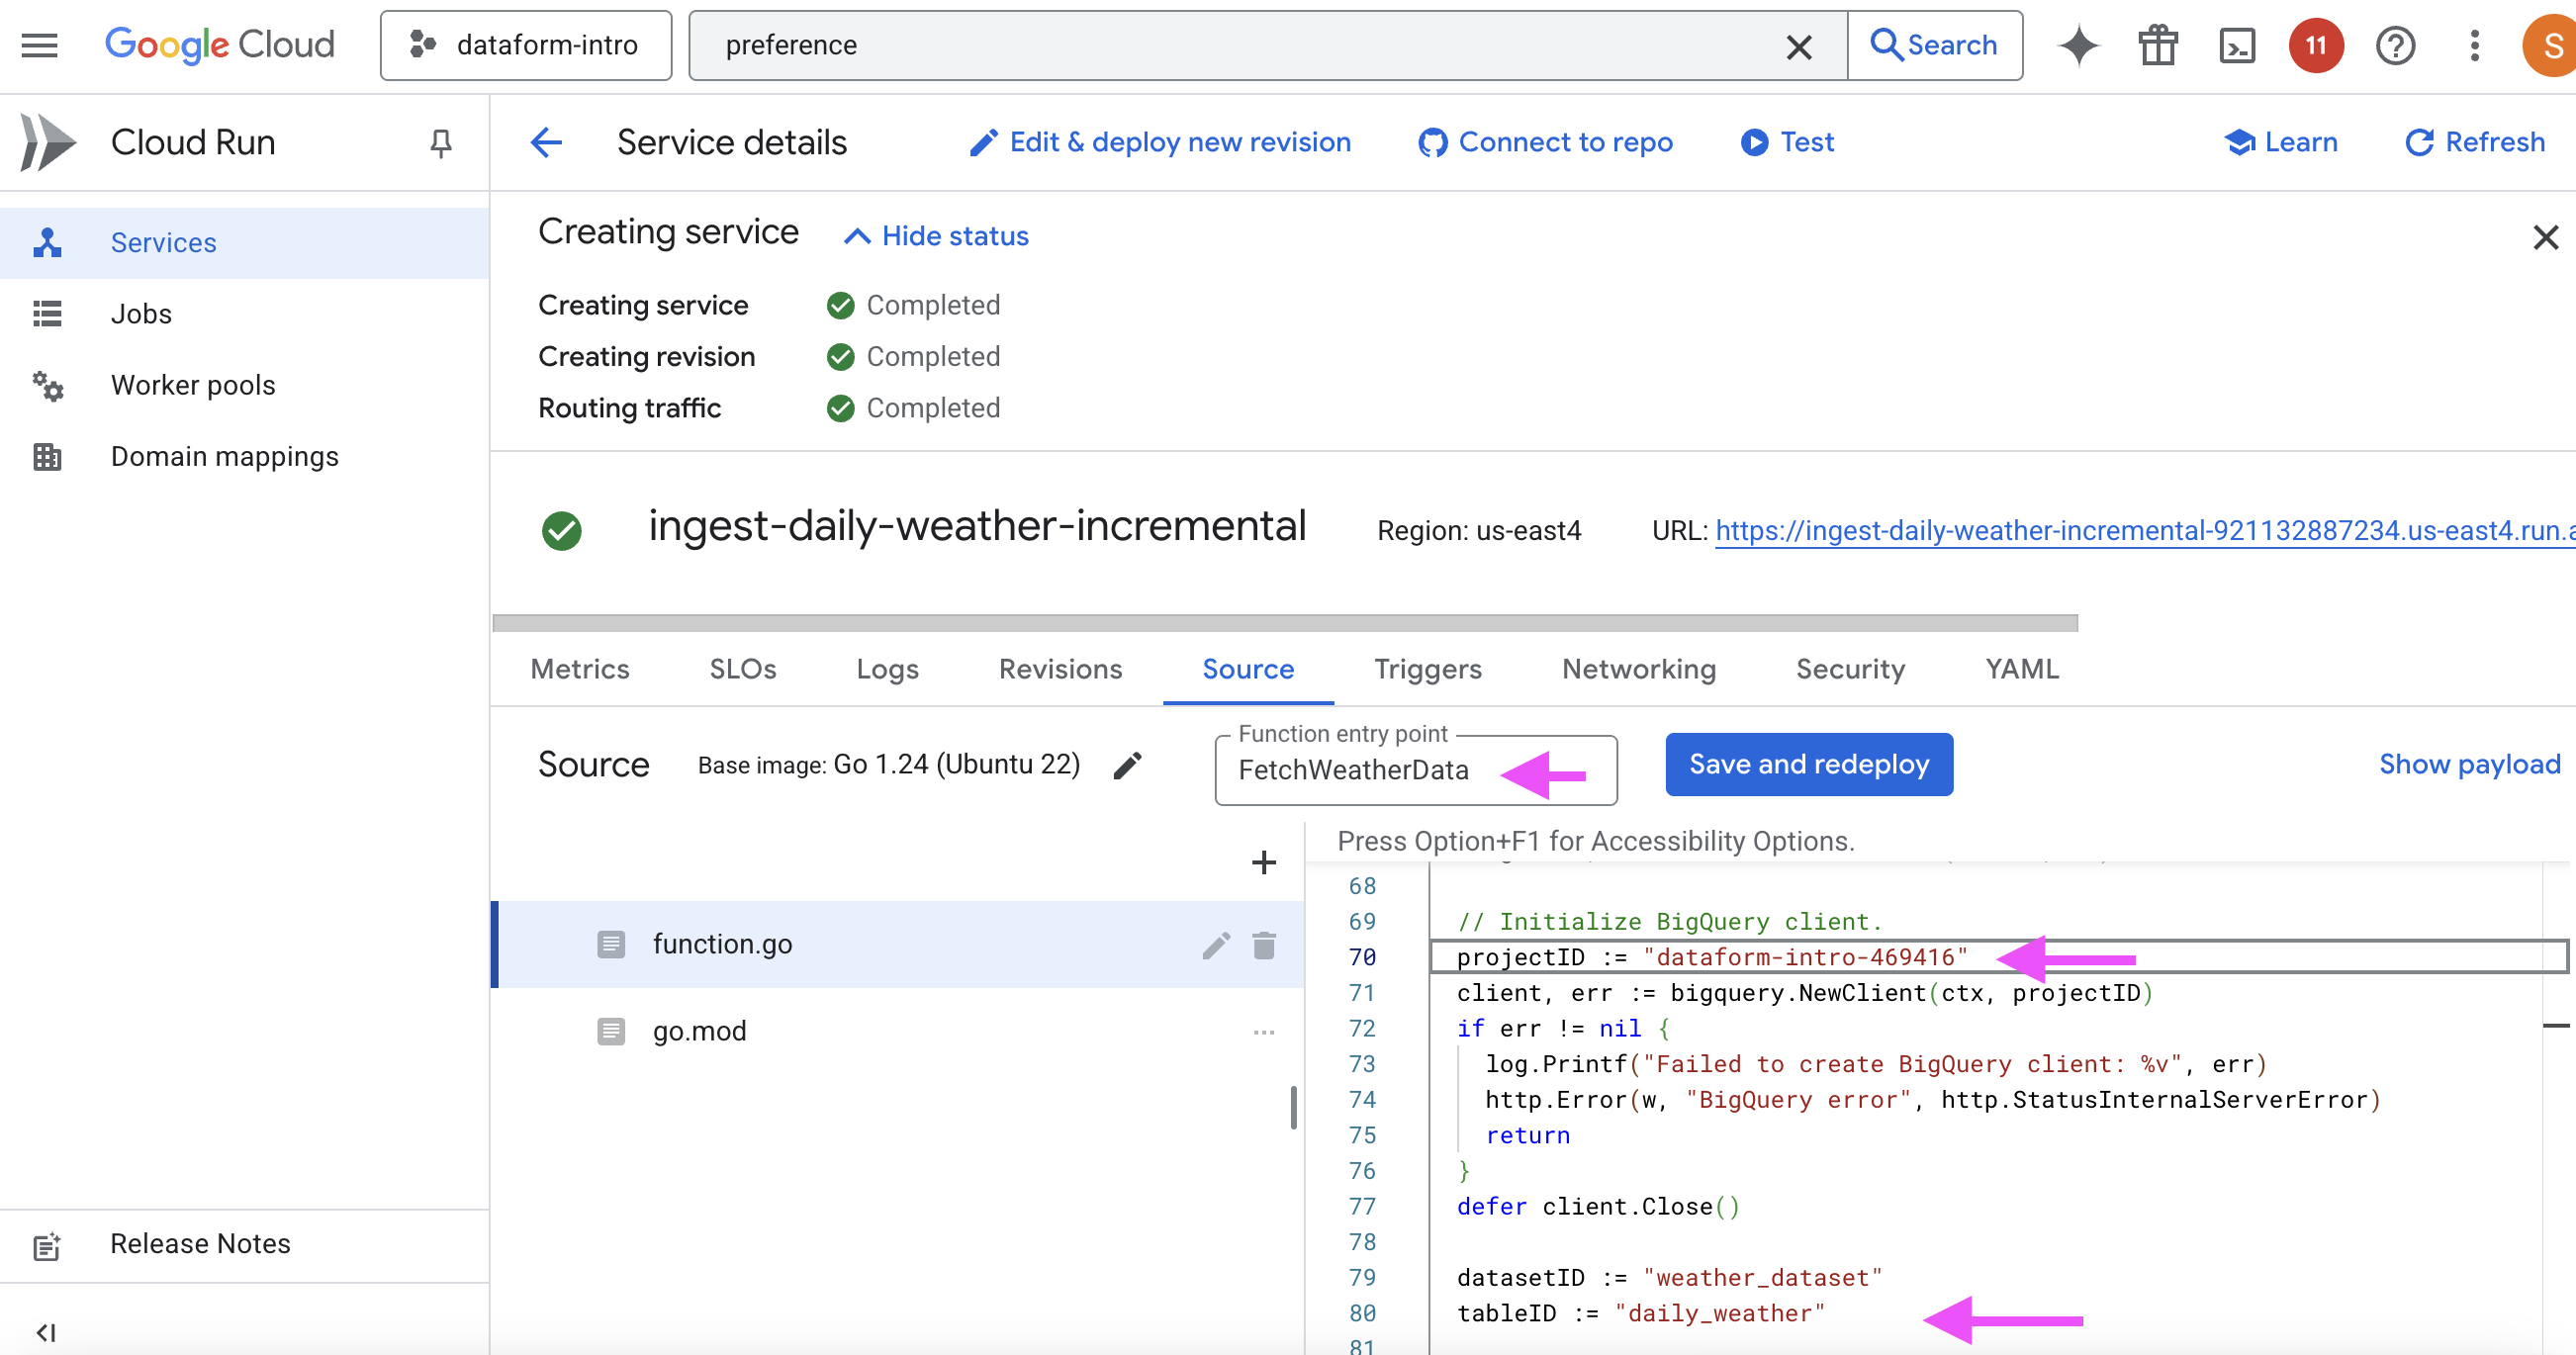 Google Cloud
dataform-intro
preference
Search
11
S
Cloud Run
Service details
Edit & deploy new revision
Connect to repo
Test
Learn
Refresh
Services
Jobs
Worker pools
Domain mappings
Release Notes
Creating service
Hide status
Creating service Completed
Creating revision Completed
Routing traffic Completed
ingest-daily-weather-incremental
Region: us-east4
URL: https://ingest-daily-weather-incremental-921132887234.us-east4.run.a
Metrics
SLOs
Logs
Revisions
Source
Triggers
Networking
Security
YAML
Source
Base image: Go 1.24 (Ubuntu 22)
Function entry point
FetchWeatherData
Save and redeploy
Show payload
function.go
go.mod
Press Option+F1 for Accessibility Options.
68
69 // Initialize BigQuery client.
70 projectID := "dataform-intro-469416"
71 client, err := bigquery.NewClient(ctx, projectID)
72 if err != nil {
73 log.Printf("Failed to create BigQuery client: %v", err)
74 http.Error(w, "BigQuery error", http.StatusInternalServerError)
75 return
76 }
77 defer client.Close()
78
79 datasetID := "weather_dataset"
80 tableID := "daily_weather"
81